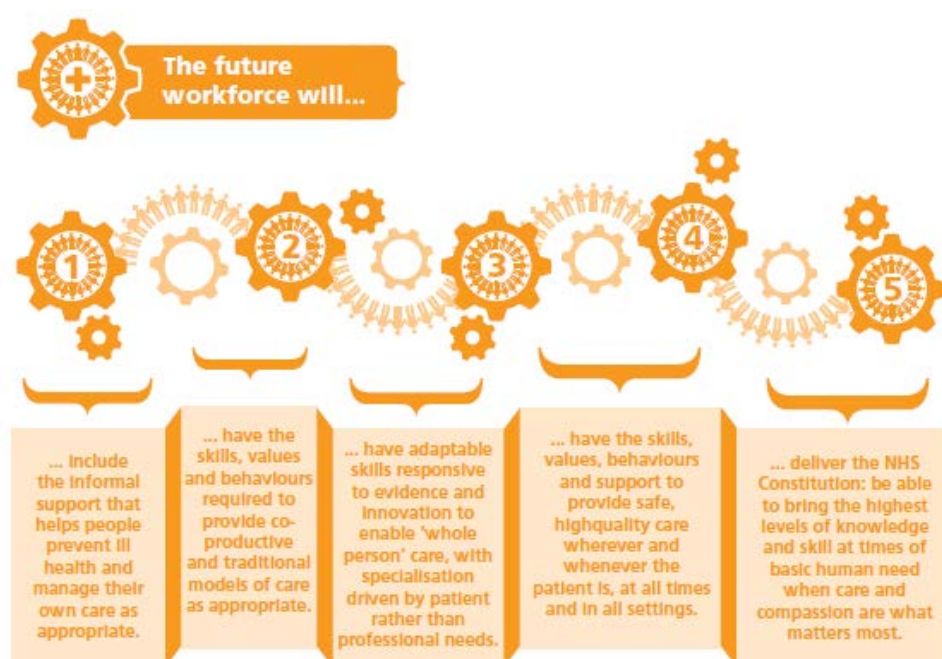 The future
workforce will...
1
2
3
4
5
... include
the informal
support that
helps people
prevent ill
health and
manage their
own care as
appropriate.
... have the
skills, values
and behaviours
required to
provide co-
productive
and traditional
models of care
as appropriate.
... have adaptable
skills responsive
to evidence and
innovation to
enable 'whole
person' care, with
specialisation
driven by patient
rather than
professional needs.
... have the skills,
values, behaviours
and support to
provide safe,
highquality care
wherever and
whenever the
patient is, at all times
and in all settings.
... deliver the NHS
Constitution: be able
to bring the highest
levels of knowledge
and skill at times of
basic human need
when care and
compassion are what
matters most.